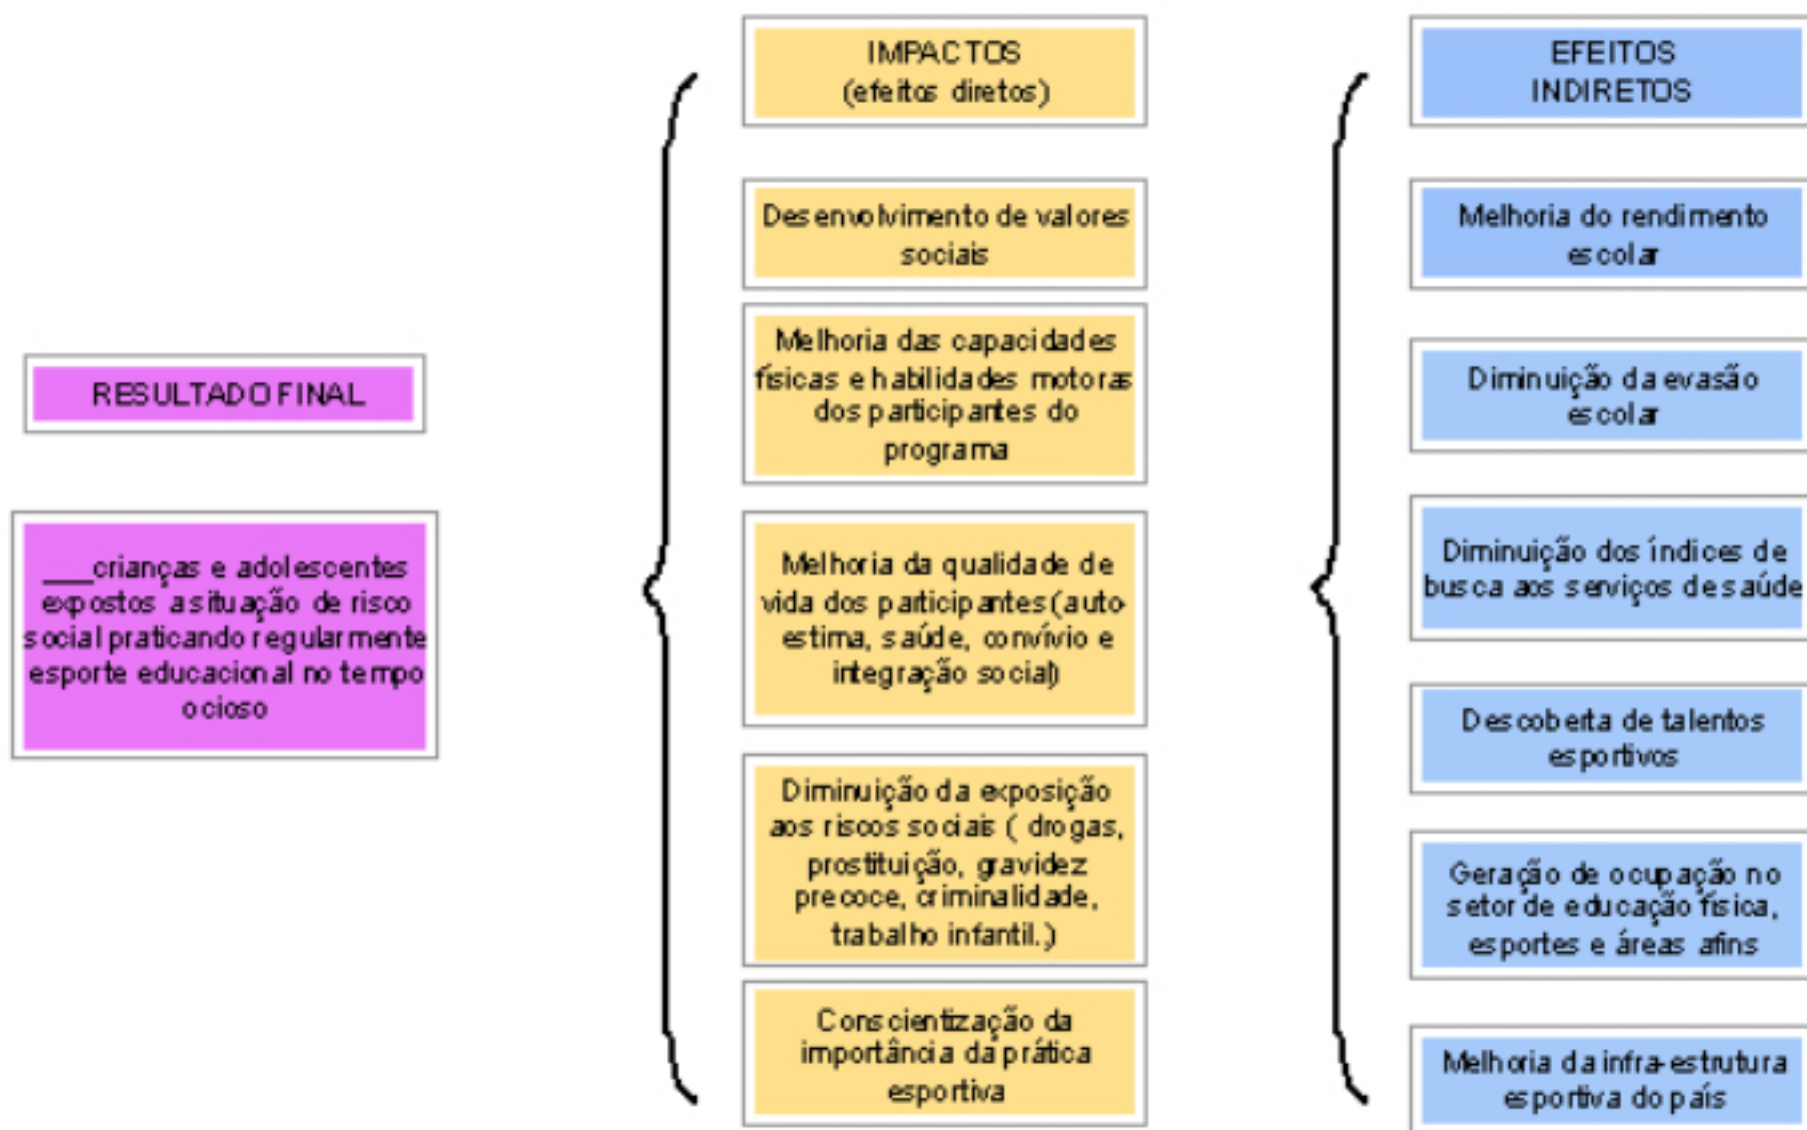 RESULTADO FINAL
___crianças e adolescentes
expostos a situação de risco
social praticando regularmente
esporte educacional no tempo
ocioso
IMPACTOS
(efeitos diretos)
Desenvolvimento de valores
sociais
Melhoria das capacidades
físicas e habilidades motoras
dos participantes do
programa
Melhoria da qualidade de
vida dos participantes (auto-
estima, saúde, convívio e
integração social)
Diminuição da exposição
aos riscos sociais ( drogas,
prostituição, gravidez
precoce, criminalidade,
trabalho infantil.)
Conscientização da
importância da prática
esportiva
EFEITOS
INDIRETOS
Melhoria do rendimento
escolar
Diminuição da evasão
escolar
Diminuição dos índices de
busca aos serviços de saúde
Descoberta de talentos
esportivos
Geração de ocupação no
setor de educação física,
esportes e áreas afins
Melhoria da infra-estrutura
esportiva do país